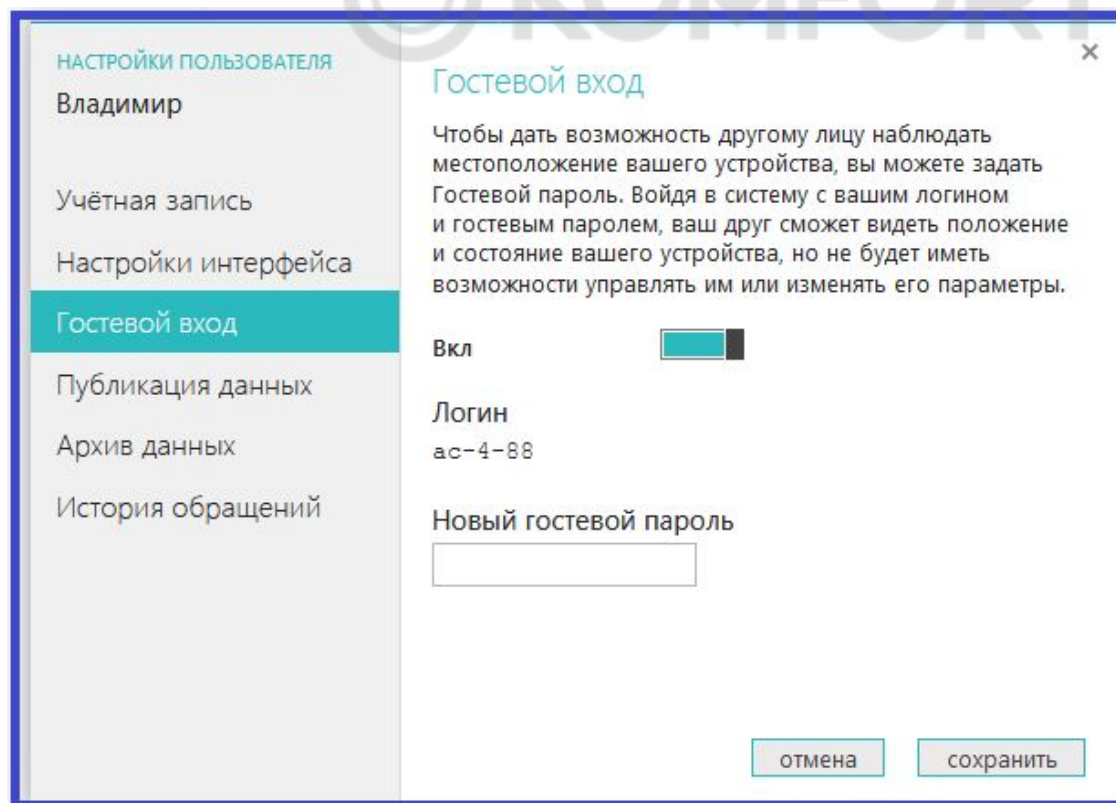 KOMFORT
НАСТРОЙКИ ПОЛЬЗОВАТЕЛЯ
Владимир
Учётная запись
Настройки интерфейса
Гостевой вход
Публикация данных
Архив данных
История обращений
×
Гостевой вход
Чтобы дать возможность другому лицу наблюдать
местоположение вашего устройства, вы можете задать
Гостевой пароль. Войдя в систему с вашим логином
и гостевым паролем, ваш друг сможет видеть положение
и состояние вашего устройства, но не будет иметь
возможности управлять им или изменять его параметры.
Вкл
Логин
ac-4-88
Новый гостевой пароль
отмена
сохранить